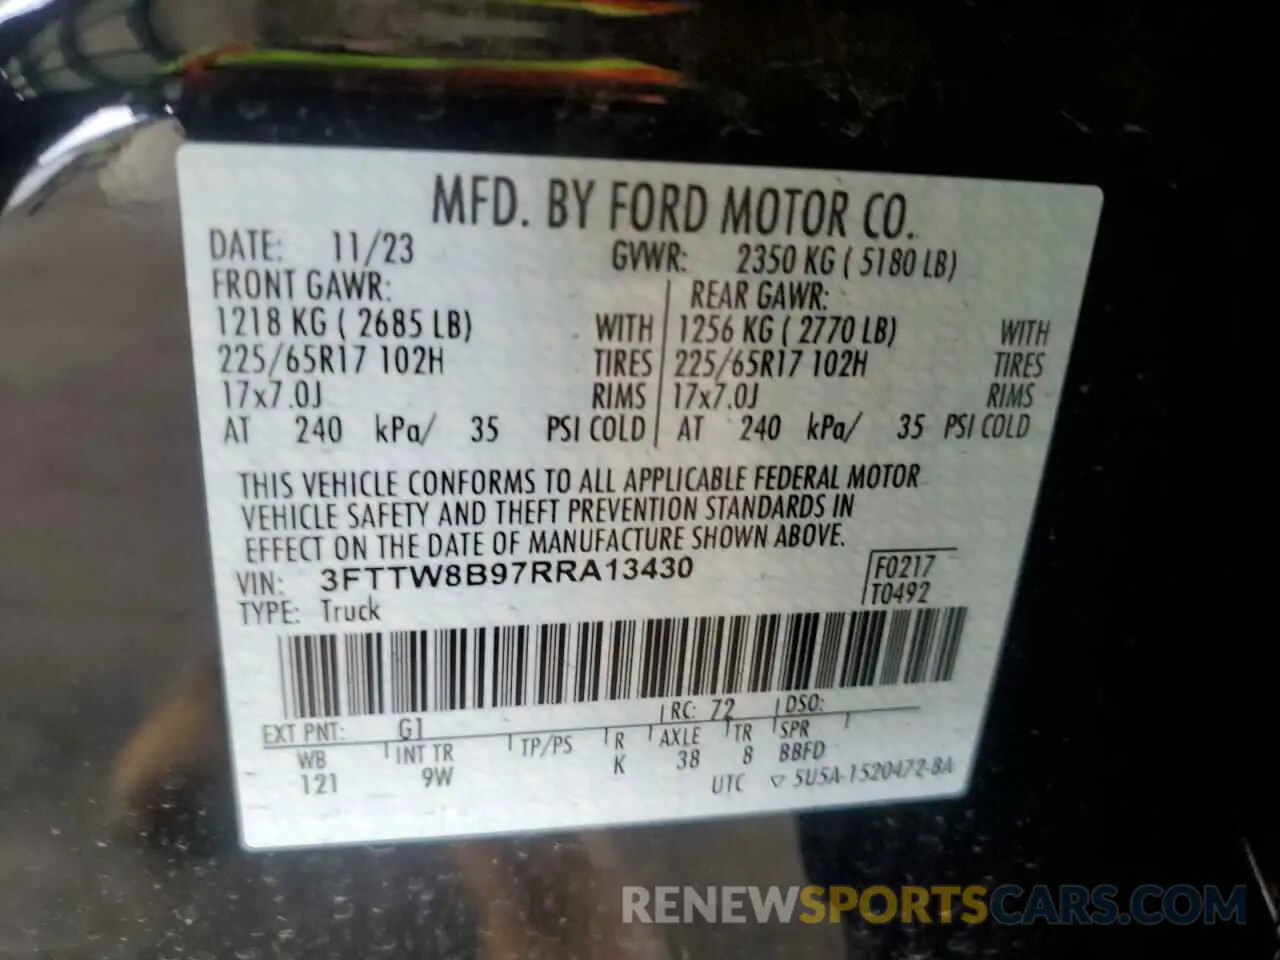 MFD. BY FORD MOTOR CO.
DATE: 11/23 GVWR: 2350 KG ( 5180 LB)
FRONT GAWR: REAR GAWR:
1218 KG ( 2685 LB) WITH 1256 KG ( 2770 LB) WITH
225/65R17 102H TIRES 225/65R17 102H TIRES
17x7.0J RIMS 17x7.0J RIMS
AT 240 kPa/ 35 PSI COLD AT 240 kPa/ 35 PSI COLD
THIS VEHICLE CONFORMS TO ALL APPLICABLE FEDERAL MOTOR
VEHICLE SAFETY AND THEFT PREVENTION STANDARDS IN
EFFECT ON THE DATE OF MANUFACTURE SHOWN ABOVE.
VIN: 3FTTW8B97RRA13430 F0217
TYPE: Truck T0492
EXT PNT: G1 RC: 72 DSO:
WB INT TR TP/PS R AXLE TR SPR
121 9W K 38 8 BBFD
UTC ▽ 5U5A-1520472-BA
RENEWSPORTSCARS.COM